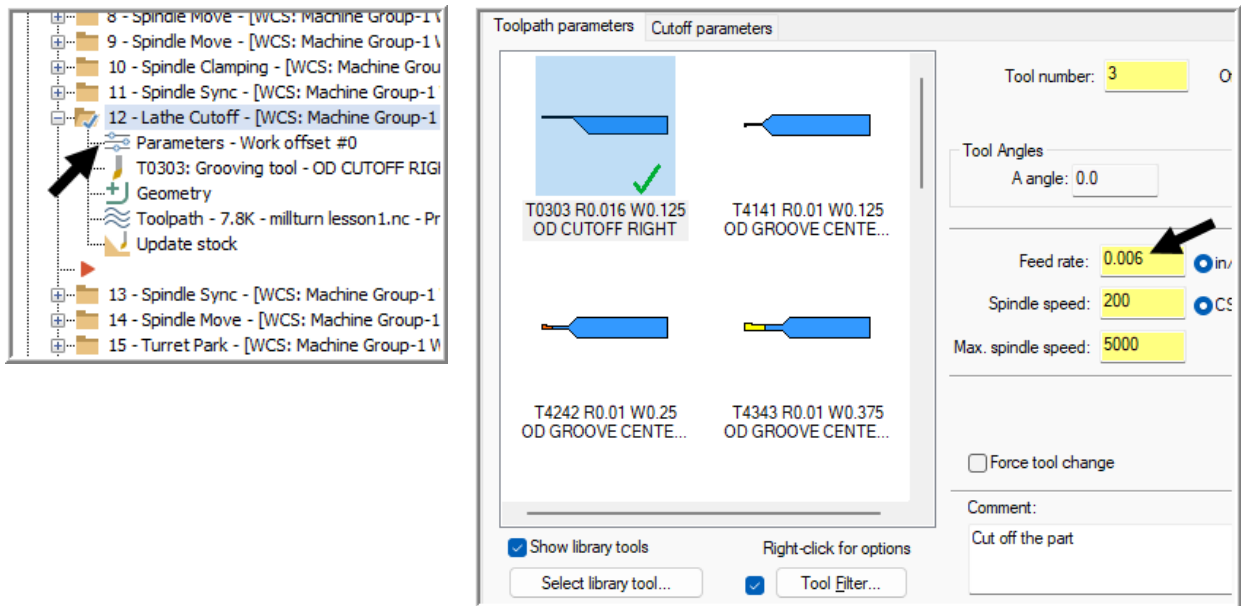 8 - Spindle Move - [WCS: Machine Group-1 W
9 - Spindle Move - [WCS: Machine Group-1 W
10 - Spindle Clamping - [WCS: Machine Grou
11 - Spindle Sync - [WCS: Machine Group-1
12 - Lathe Cutoff - [WCS: Machine Group-1
Parameters - Work offset #0
T0303: Grooving tool - OD CUTOFF RIGH
Geometry
Toolpath - 7.8K - millturn lesson1.nc - Pr
Update stock
13 - Spindle Sync - [WCS: Machine Group-1
14 - Spindle Move - [WCS: Machine Group-1
15 - Turret Park - [WCS: Machine Group-1 W
Toolpath parameters
Cutoff parameters
T0303 R0.016 W0.125
OD CUTOFF RIGHT
T4141 R0.01 W0.125
OD GROOVE CENTE...
T4242 R0.01 W0.25
OD GROOVE CENTE...
T4343 R0.01 W0.375
OD GROOVE CENTE...
Show library tools
Right-click for options
Select library tool...
Tool Filter...
Tool number: 3
Tool Angles
A angle: 0.0
Feed rate: 0.006 in/
Spindle speed: 200 CS
Max. spindle speed: 5000
Force tool change
Comment:
Cut off the part